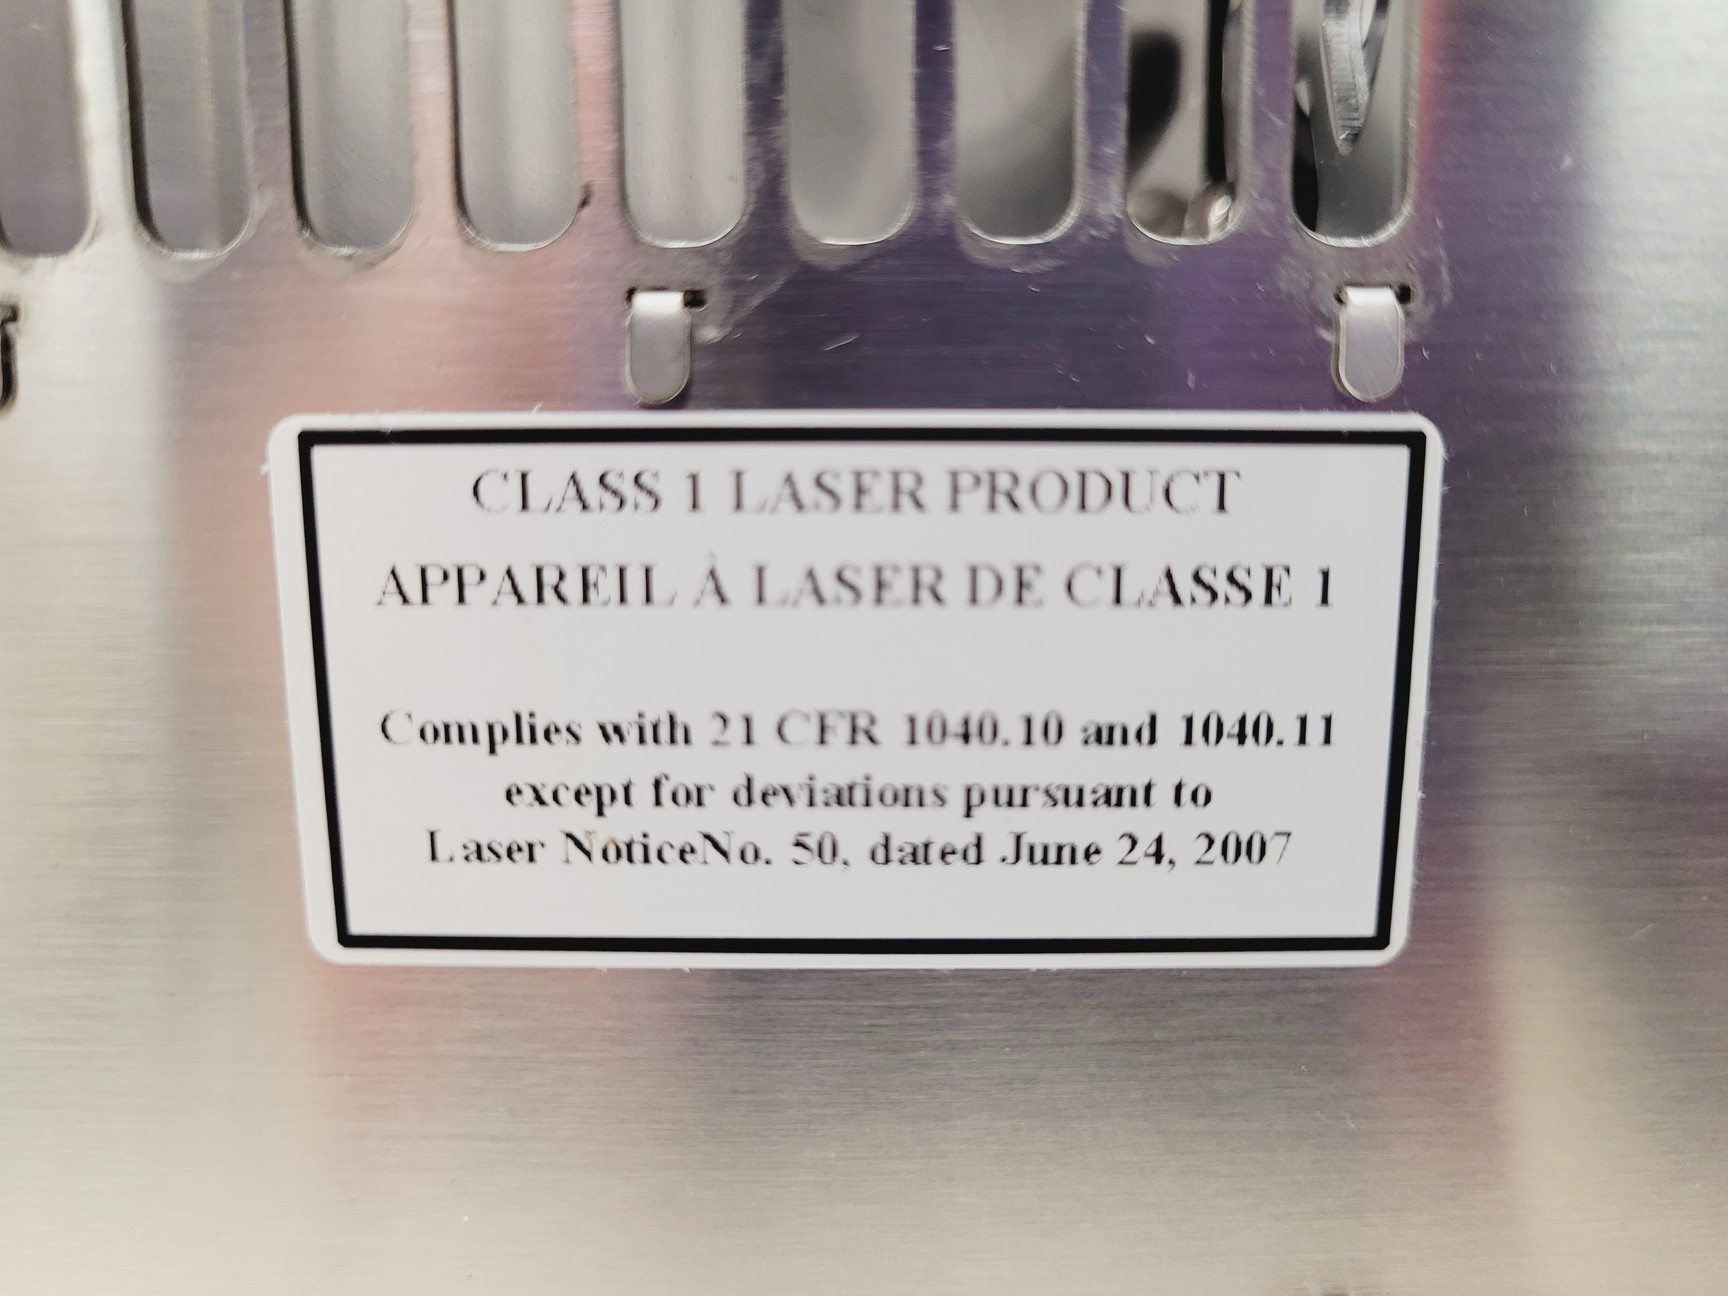 CLASS 1 LASER PRODUCT
APPAREIL À LASER DE CLASSE 1
Complies with 21 CFR 1040.10 and 1040.11
except for deviations pursuant to
Laser NoticeNo. 50, dated June 24, 2007